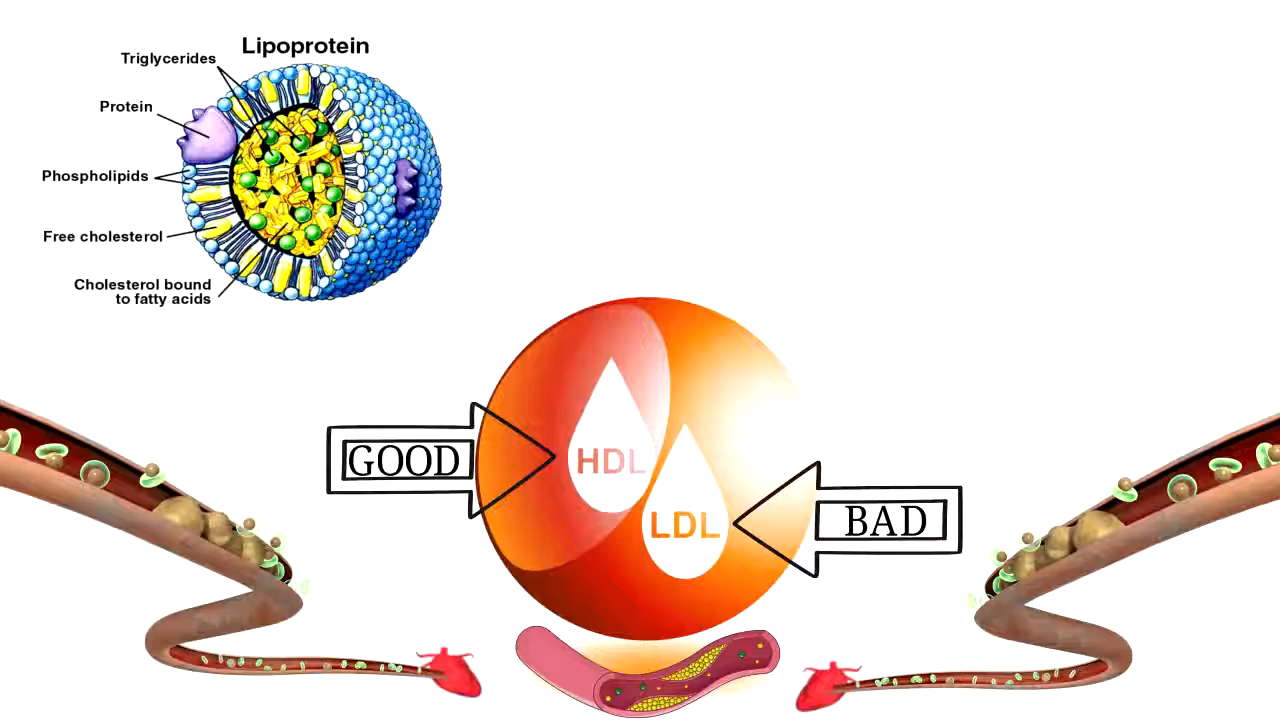 Lipoprotein
Triglycerides
Protein
Phospholipids
Free cholesterol
Cholesterol bound
to fatty acids
GOOD
HDL
LDL
BAD